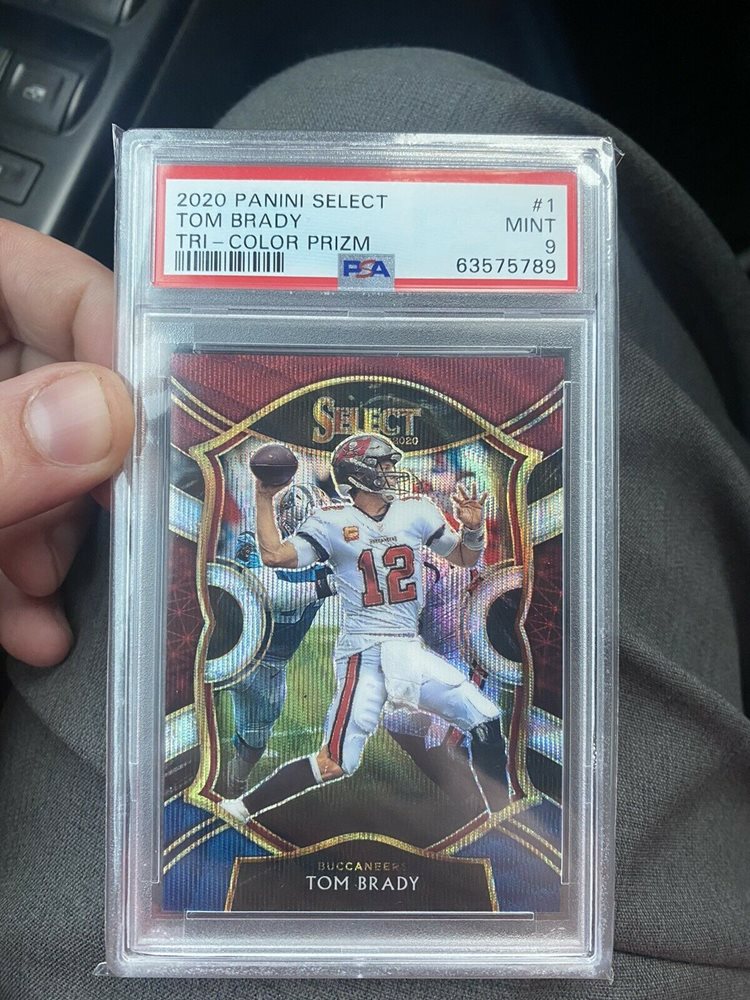 2020 PANINI SELECT #1
TOM BRADY MINT
TRI - COLOR PRIZM 9
PSA 63575789
SELECT
2020
BUCCANEERS
12
BUCCANEERS
TOM BRADY